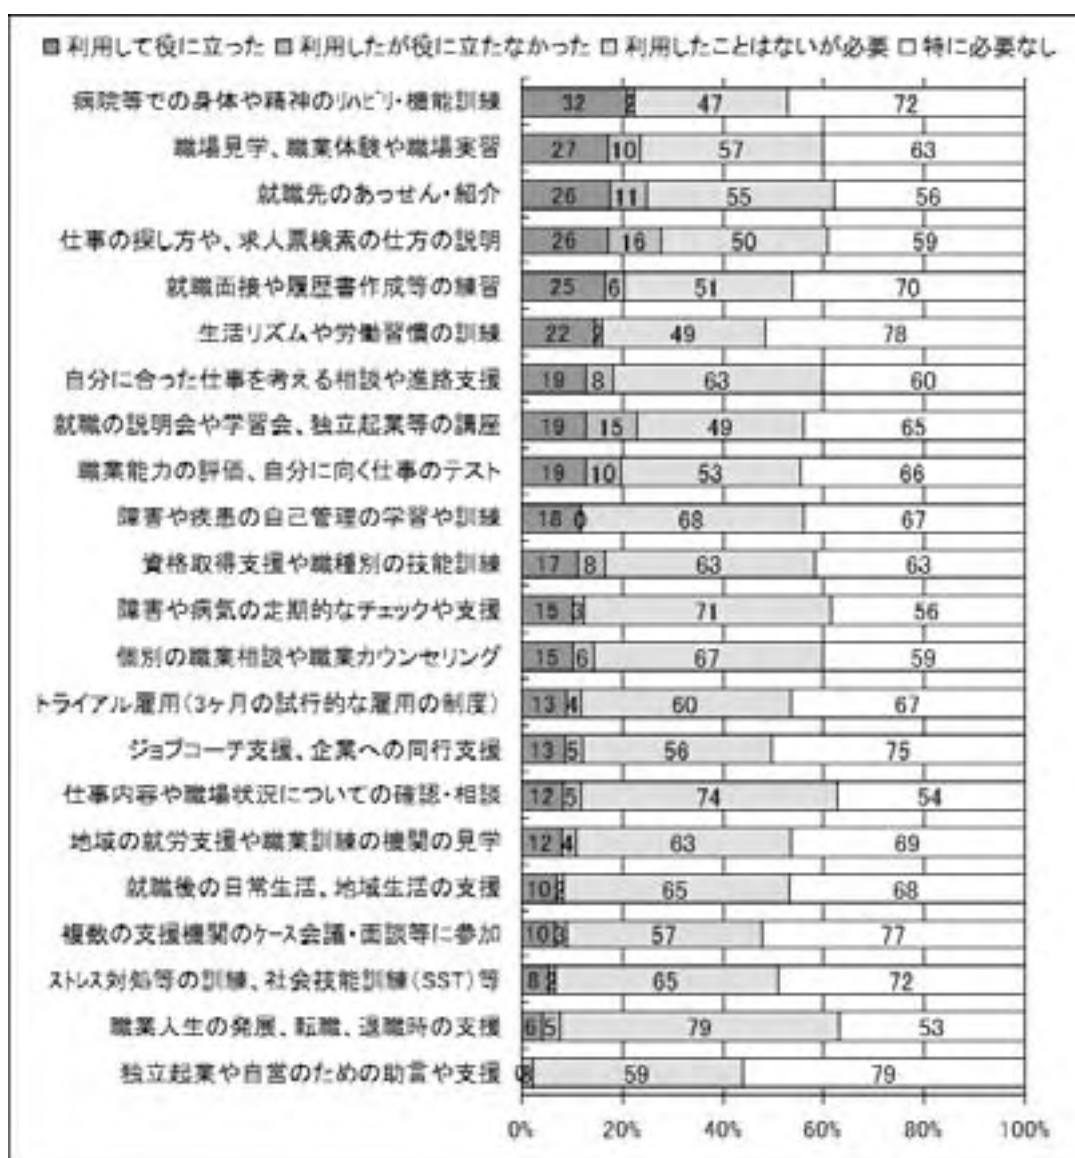 ■利用して役に立った ■利用したが役に立たなかった □利用したことはないが必要 □特に必要なし
病院等での身体や精神のリハビリ・機能訓練 32 2 47 72
職場見学、職業体験や職場実習 27 10 57 63
就職先のあっせん・紹介 26 11 55 56
仕事の探し方や、求人票検索の仕方の説明 26 16 50 59
就職面接や履歴書作成等の練習 25 6 51 70
生活リズムや労働習慣の訓練 22 2 49 78
自分に合った仕事を考える相談や進路支援 19 8 63 60
就職の説明会や学習会、独立起業等の講座 19 15 49 65
職業能力の評価、自分に向く仕事のテスト 19 10 53 66
障害や疾患の自己管理の学習や訓練 18 0 68 67
資格取得支援や職種別の技能訓練 17 8 63 63
障害や病気の定期的なチェックや支援 15 3 71 56
個別の職業相談や職業カウンセリング 15 6 67 59
トライアル雇用(3ヶ月の試行的な雇用の制度) 13 4 60 67
ジョブコーチ支援、企業への同行支援 13 5 56 75
仕事内容や職場状況についての確認・相談 12 5 74 54
地域の就労支援や職業訓練の機関の見学 12 4 63 69
就職後の日常生活、地域生活の支援 10 2 65 68
複数の支援機関のケース会議・面談等に参加 10 3 57 77
ストレス対処等の訓練、社会技能訓練(SST)等 8 2 65 72
職業人生の発展、転職、退職時の支援 6 5 79 53
独立起業や自営のための助言や支援 59 79
0% 20% 40% 60% 80% 100%